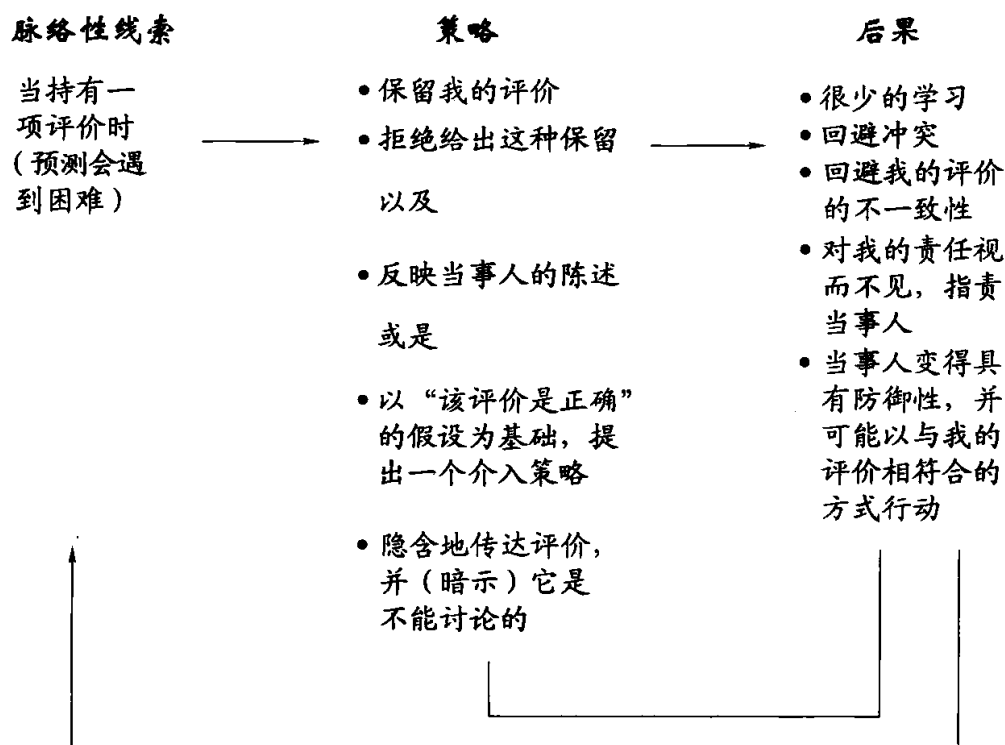 脉络性线索
当持有一
项评价时
(预测会遇
到困难)
策略
• 保留我的评价
• 拒绝给出这种保留
以及
• 反映当事人的陈述
或是
• 以“该评价是正确”
的假设为基础，提
出一个介入策略
• 隐含地传达评价，
并(暗示)它是
不能讨论的
后果
• 很少的学习
• 回避冲突
• 回避我的评价
的不一致性
• 对我的责任视
而不见，指责
当事人
• 当事人变得具
有防御性，并
可能以与我的
评价相符合的
方式行动